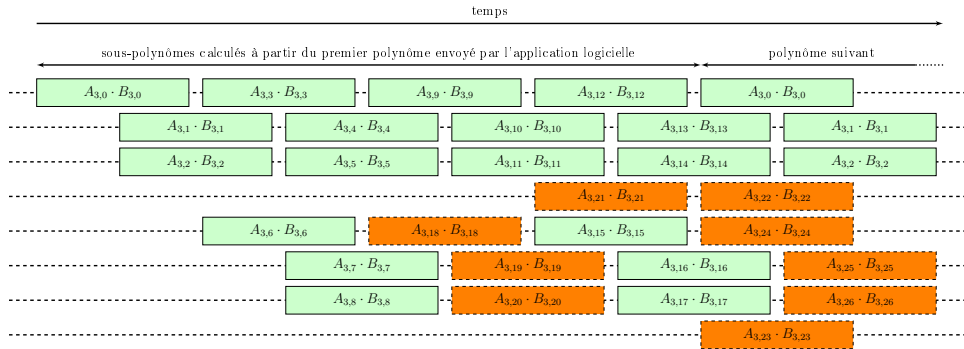 temps
sous-polynômes calculés à partir du premier polynôme envoyé par l'application logicielle polynôme suivant
A3,0 · B3,0 A3,3 · B3,3 A3,9 · B3,9 A3,12 · B3,12 A3,0 · B3,0
A3,1 · B3,1 A3,4 · B3,4 A3,10 · B3,10 A3,13 · B3,13 A3,1 · B3,1
A3,2 · B3,2 A3,5 · B3,5 A3,11 · B3,11 A3,14 · B3,14 A3,2 · B3,2
A3,21 · B3,21 A3,22 · B3,22
A3,6 · B3,6 A3,18 · B3,18 A3,15 · B3,15 A3,24 · B3,24
A3,7 · B3,7 A3,19 · B3,19 A3,16 · B3,16 A3,25 · B3,25
A3,8 · B3,8 A3,20 · B3,20 A3,17 · B3,17 A3,26 · B3,26
A3,23 · B3,23